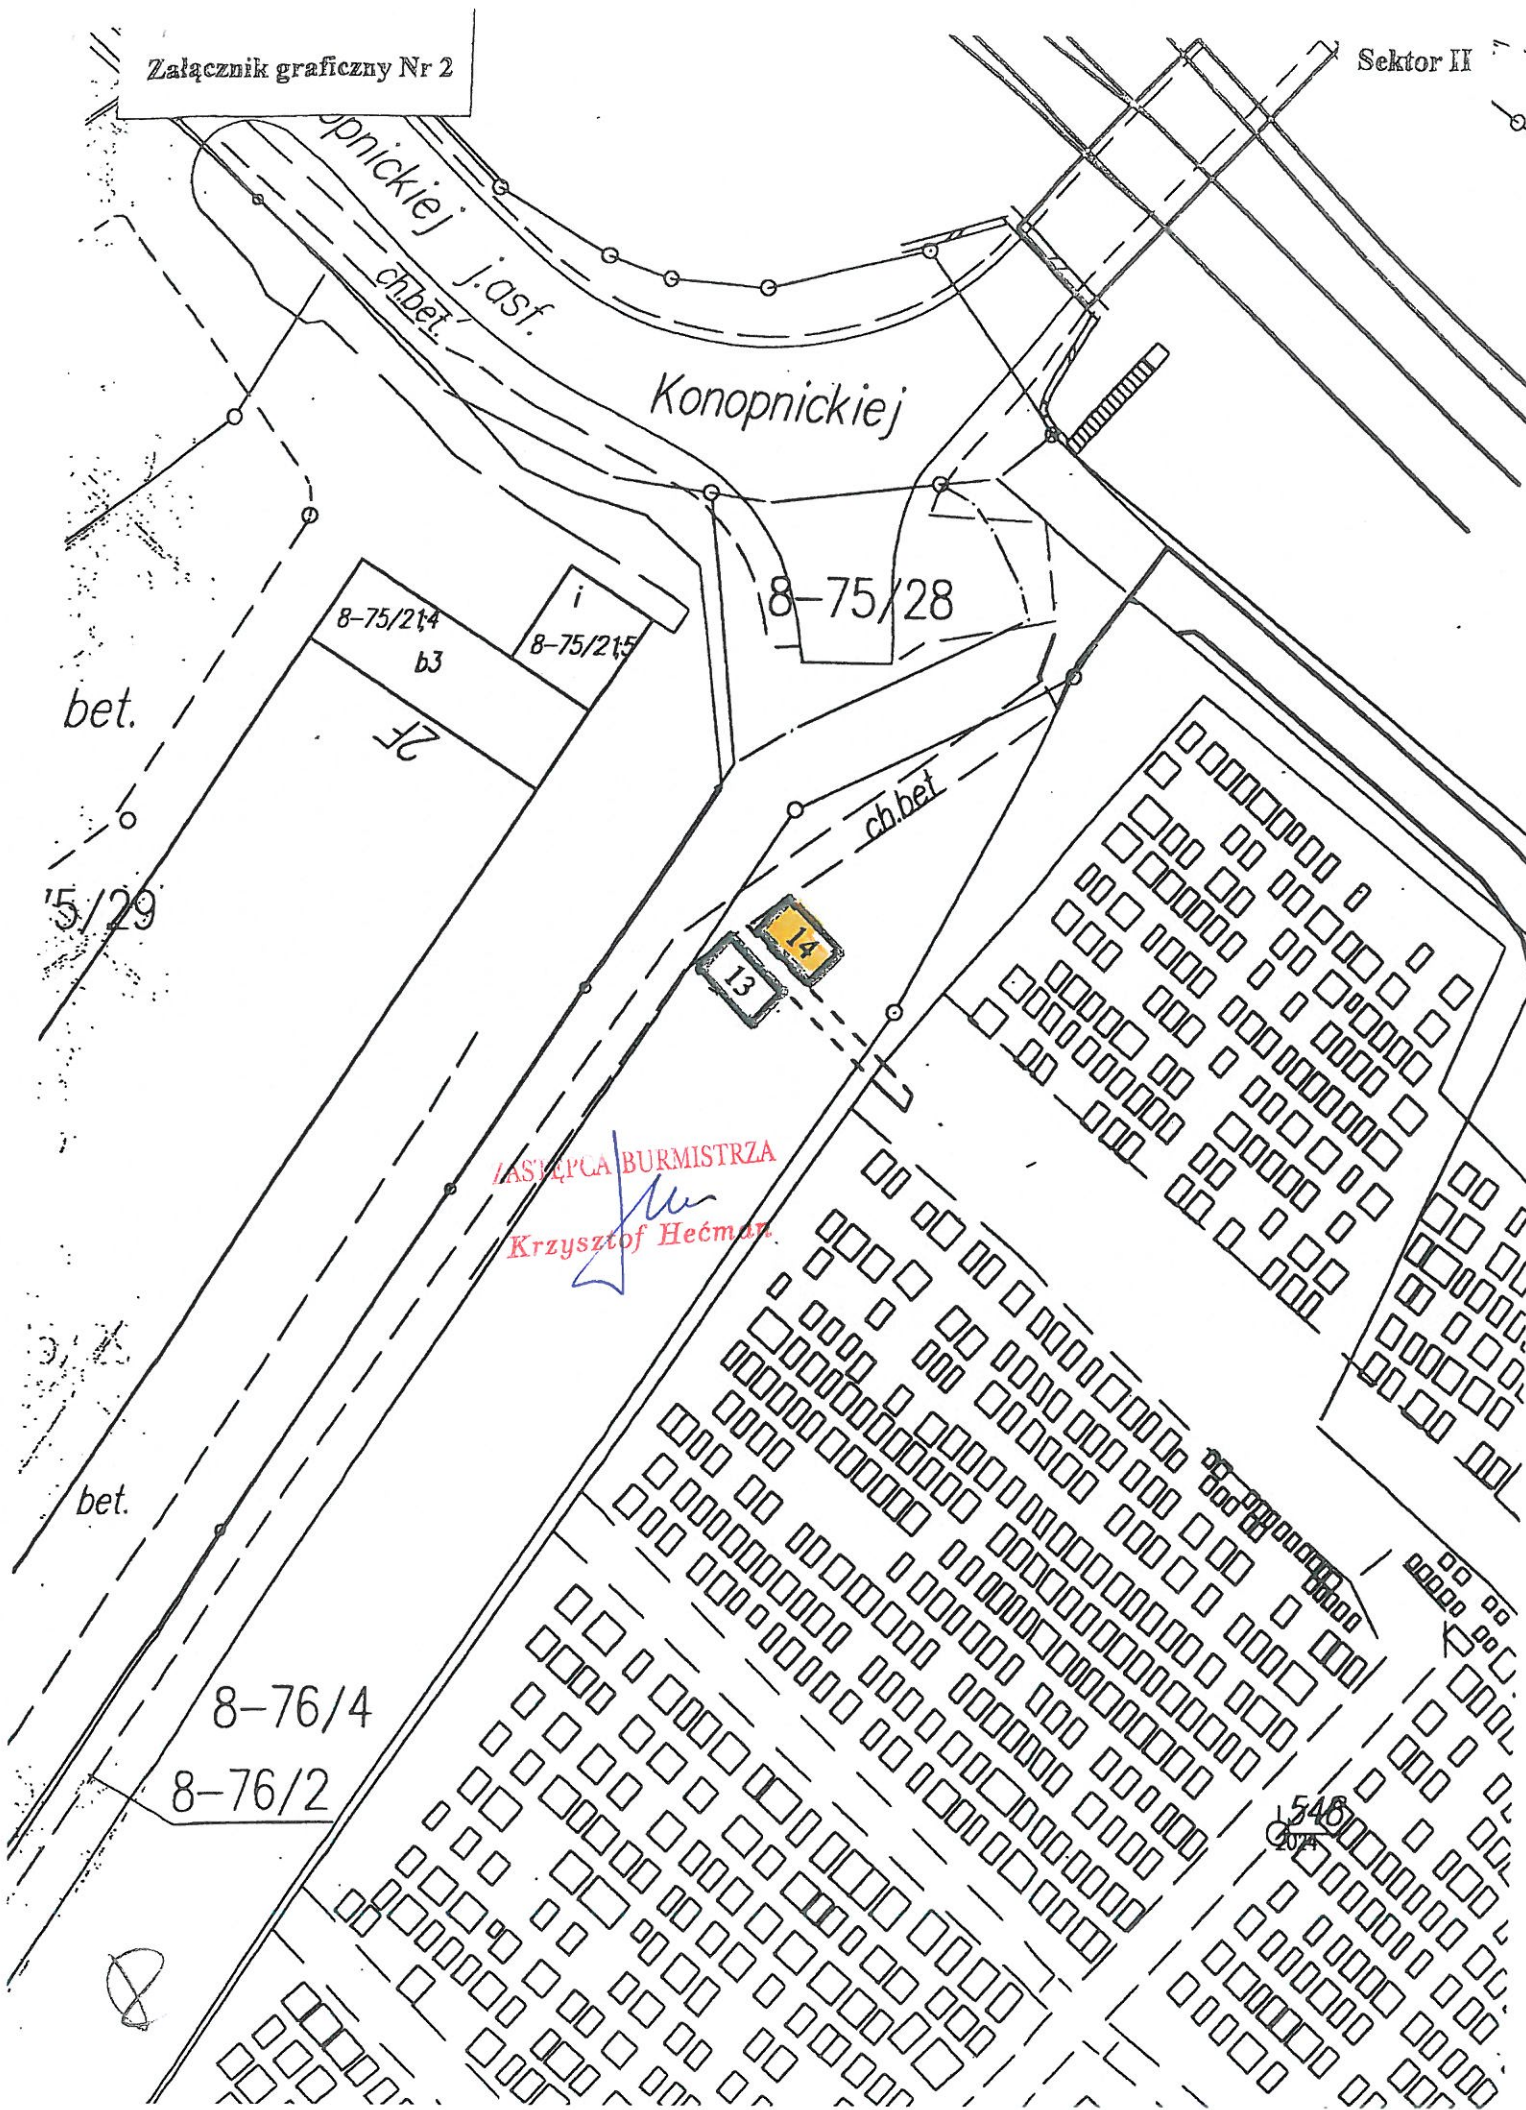 Załącznik graficzny Nr 2
Sektor II
opnickiej
j.asf.
ch.bet.
Konopnickiej
8-75/28
i
8-75/21;4
8-75/21;5
b3
bet.
2F
ch.bet
5/29
14
13
ZASTĘPCA BURMISTRZA
Krzysztof Hećman
bet.
8-76/4
8-76/2
548